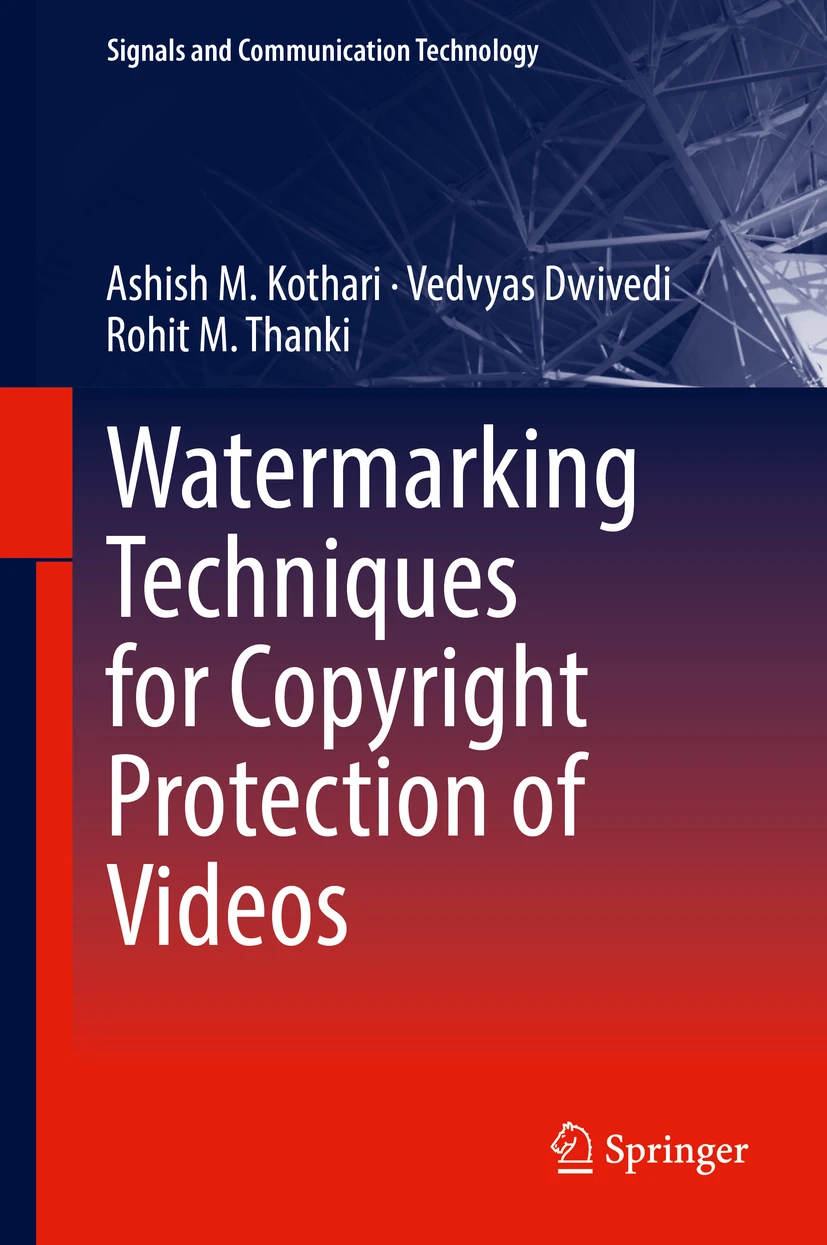 Signals and Communication Technology
Ashish M. Kothari · Vedvyas Dwivedi
Rohit M. Thanki
Watermarking
Techniques
for Copyright
Protection of
Videos
Springer